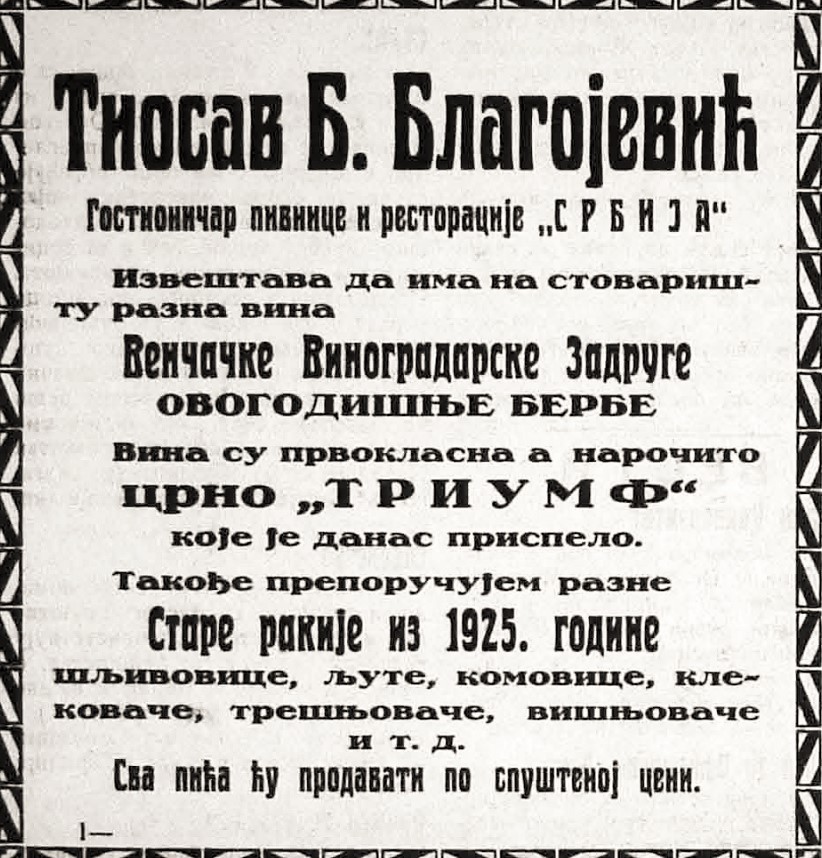 Тиосав Б. Благојевић
Гостионичар пивнице и ресторације „СРБИЈА“
Извештава да има на стовариш-
ту разна вина
Венчачке Виноградарске Задруге
ОВОГОДИШЊЕ БЕРБЕ
Вина су првокласна а нарочито
црно „ТРИУМФ“
које је данас приспело.
Такође препоручујем разне
Старе ракије из 1925. године
шљивовице, љуте, комовице, кле-
коваче, трешњоваче, вишњоваче
и т. д.
Сва пића ћу продавати по спуштеној цени.
1—